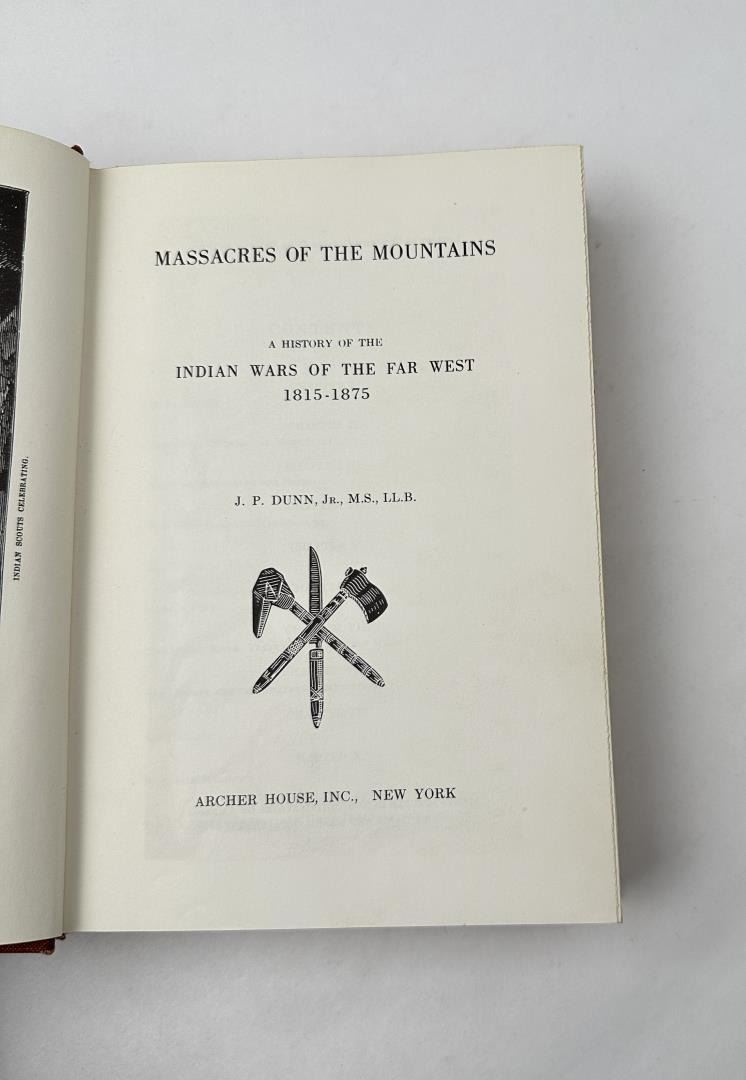 INDIAN SCOUTS CELEBRATING.
MASSACRES OF THE MOUNTAINS
A HISTORY OF THE
INDIAN WARS OF THE FAR WEST
1815-1875
J. P. DUNN, JR., M.S., LL.B.
ARCHER HOUSE, INC., NEW YORK